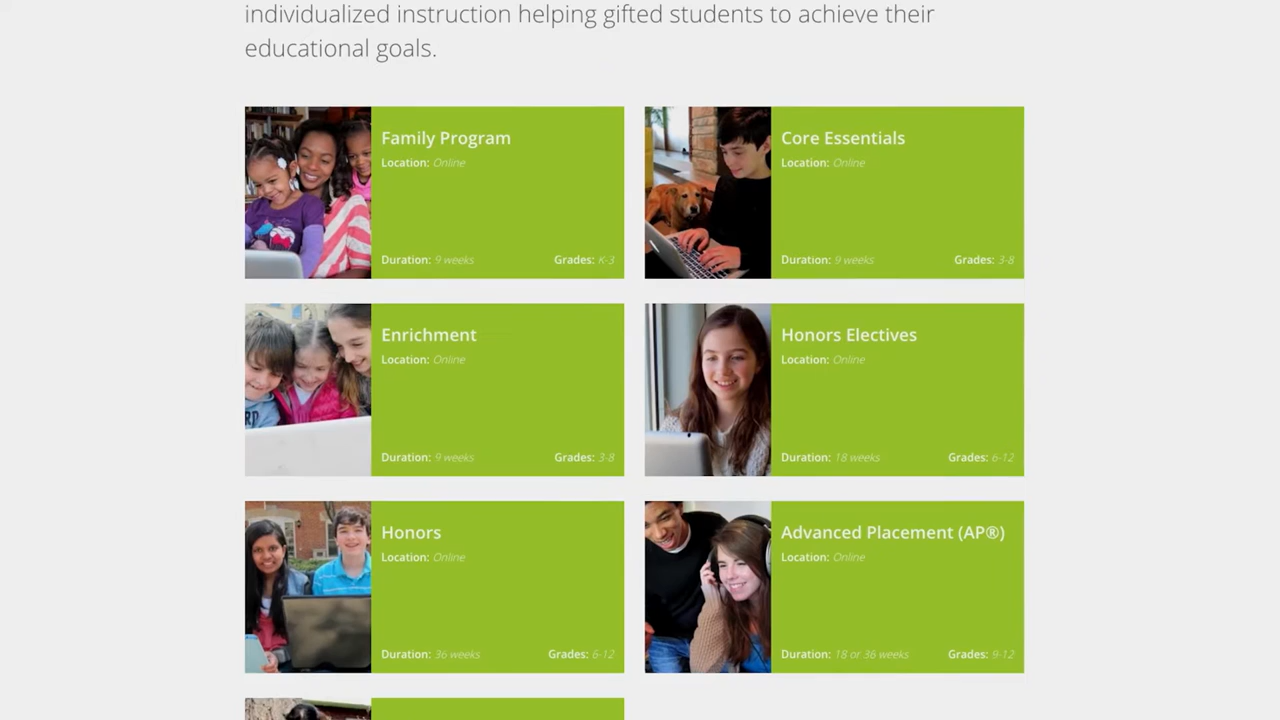 individualized instruction helping gifted students to achieve their
educational goals.
Family Program
Location: Online
Duration: 9 weeks Grades: K-3
Core Essentials
Location: Online
Duration: 9 weeks Grades: 3-8
Enrichment
Location: Online
Duration: 9 weeks Grades: 3-8
Honors Electives
Location: Online
Duration: 18 weeks Grades: 6-12
Honors
Location: Online
Duration: 36 weeks Grades: 6-12
Advanced Placement (AP®)
Location: Online
Duration: 18 or 36 weeks Grades: 9-12